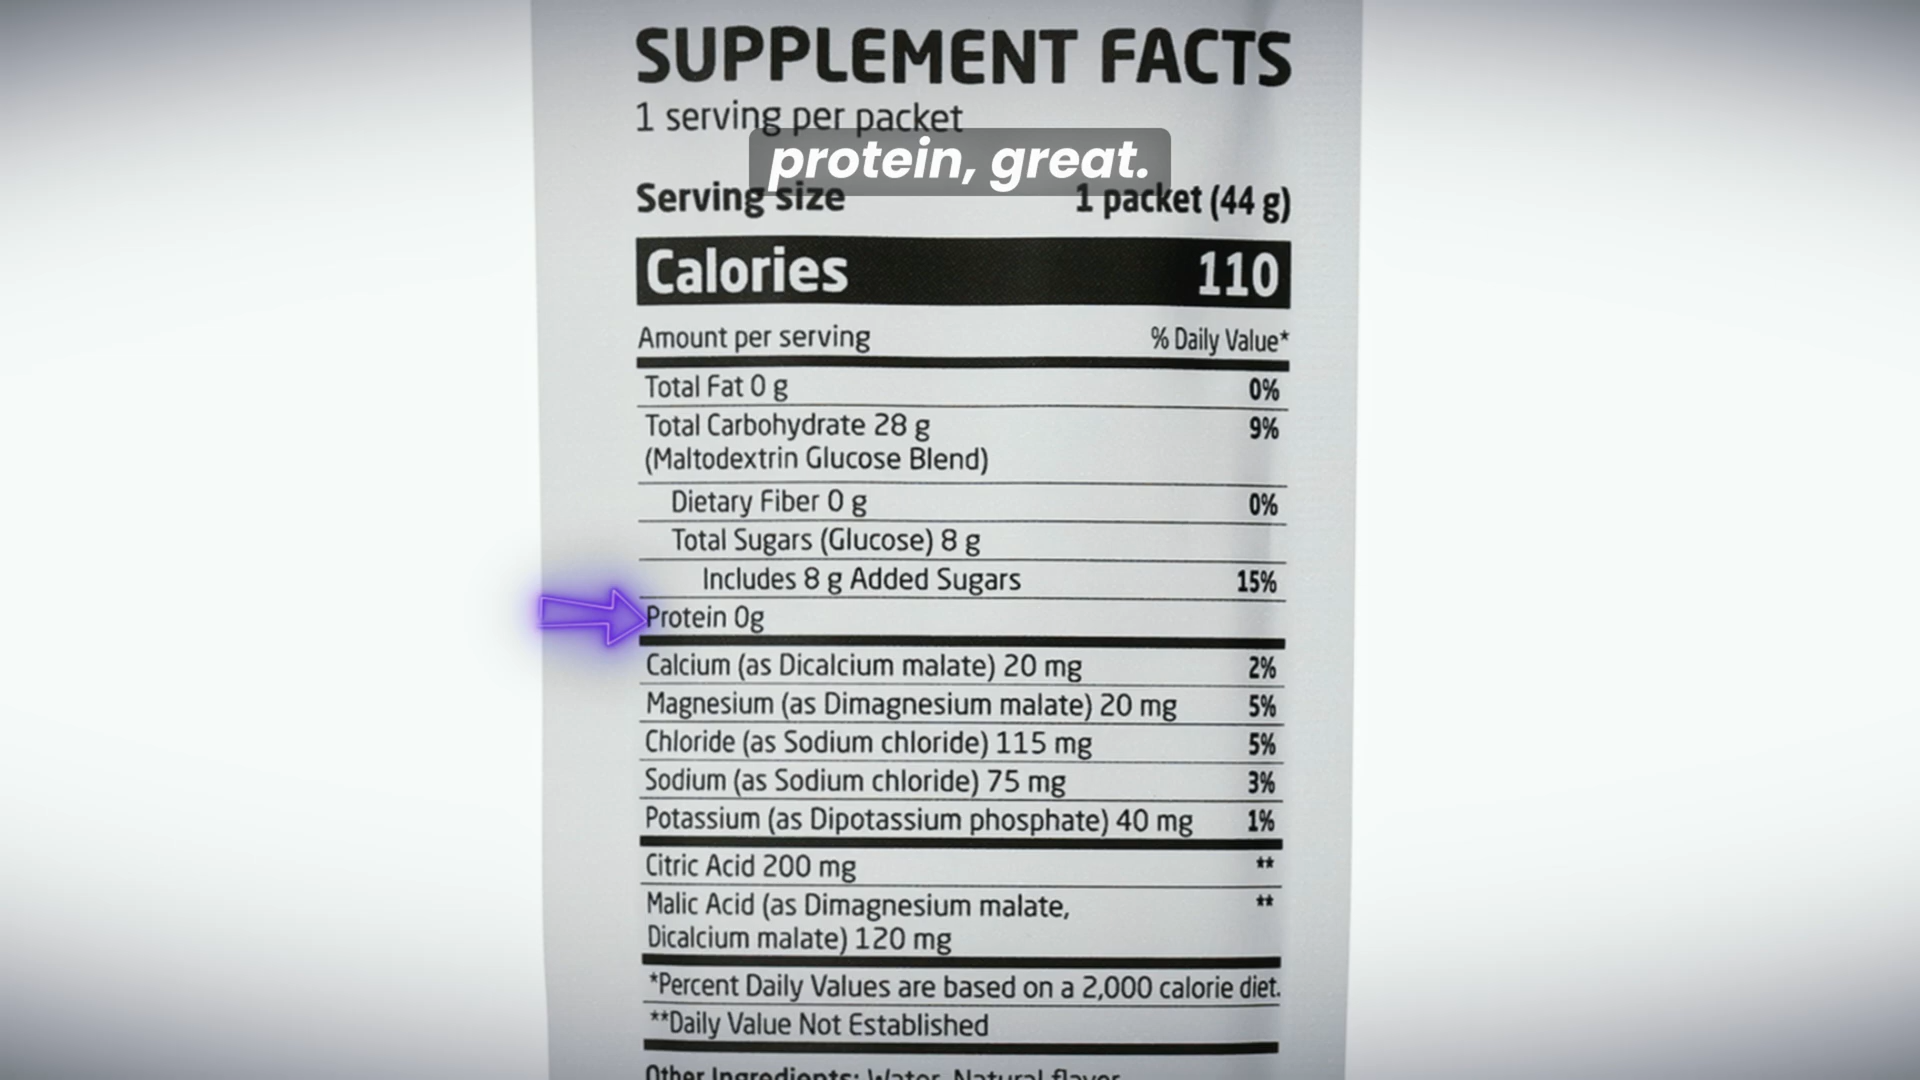 SUPPLEMENT FACTS
1 serving per packet
protein, great.
Serving size 1 packet (44 g)
Calories 110
Amount per serving % Daily Value*
Total Fat 0 g 0%
Total Carbohydrate 28 g 9%
(Maltodextrin Glucose Blend)
Dietary Fiber 0 g 0%
Total Sugars (Glucose) 8 g
Includes 8 g Added Sugars 15%
Protein 0g
Calcium (as Dicalcium malate) 20 mg 2%
Magnesium (as Dimagnesium malate) 20 mg 5%
Chloride (as Sodium chloride) 115 mg 5%
Sodium (as Sodium chloride) 75 mg 3%
Potassium (as Dipotassium phosphate) 40 mg 1%
Citric Acid 200 mg **
Malic Acid (as Dimagnesium malate, **
Dicalcium malate) 120 mg
*Percent Daily Values are based on a 2,000 calorie diet.
**Daily Value Not Established
Other Ingredients: Water, Natural flavor